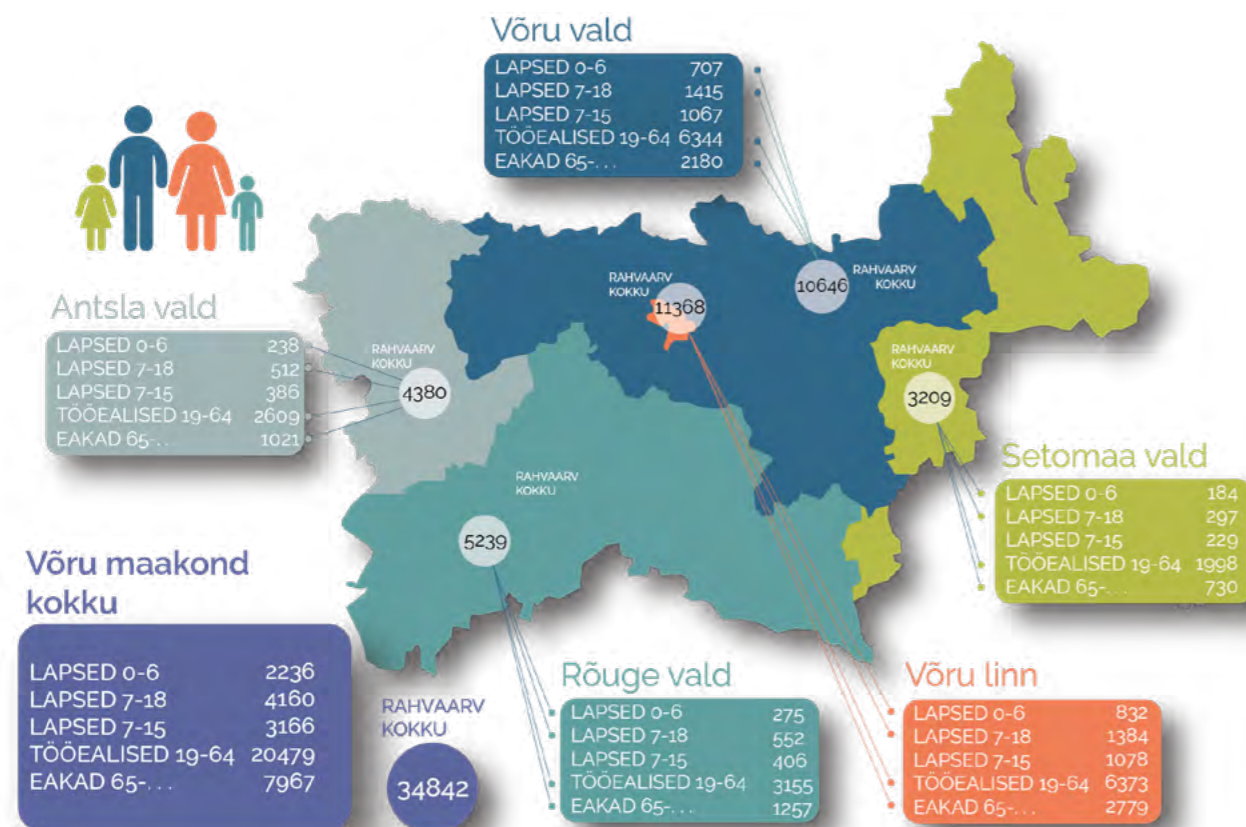 Võru vald
LAPSED 0-6 707
LAPSED 7-18 1415
LAPSED 7-15 1067
TÖÖEALISED 19-64 6344
EAKAD 65-... 2180
RAHVAARV
KOKKU
10646
RAHVAARV
KOKKU
11368
Antsla vald
LAPSED 0-6 238
LAPSED 7-18 512
LAPSED 7-15 386
TÖÖEALISED 19-64 2609
EAKAD 65-... 1021
RAHVAARV
KOKKU
4380
RAHVAARV
KOKKU
3209
Setomaa vald
LAPSED 0-6 184
LAPSED 7-18 297
LAPSED 7-15 229
TÖÖEALISED 19-64 1998
EAKAD 65-... 730
RAHVAARV
KOKKU
5239
Võru maakond
kokku
LAPSED 0-6 2236
LAPSED 7-18 4160
LAPSED 7-15 3166
TÖÖEALISED 19-64 20479
EAKAD 65-... 7967
RAHVAARV
KOKKU
34842
Rõuge vald
LAPSED 0-6 275
LAPSED 7-18 552
LAPSED 7-15 406
TÖÖEALISED 19-64 3155
EAKAD 65-... 1257
Võru linn
LAPSED 0-6 832
LAPSED 7-18 1384
LAPSED 7-15 1078
TÖÖEALISED 19-64 6373
EAKAD 65-... 2779